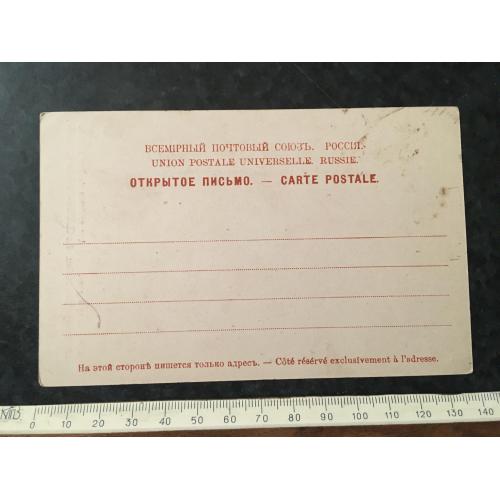 ВСЕМІРНЫЙ ПОЧТОВЫЙ СОЮЗЪ. РОССІЯ.
UNION POSTALE UNIVERSELLE. RUSSIE.
ОТКРЫТОЕ ПИСЬМО. — CARTE POSTALE.
На этой сторонѣ пишется только адресъ. — Côté résérvé exclusivement à l'adresse.
0 10 20 30 40 50 60 70 80 90 100 110 120 130 140